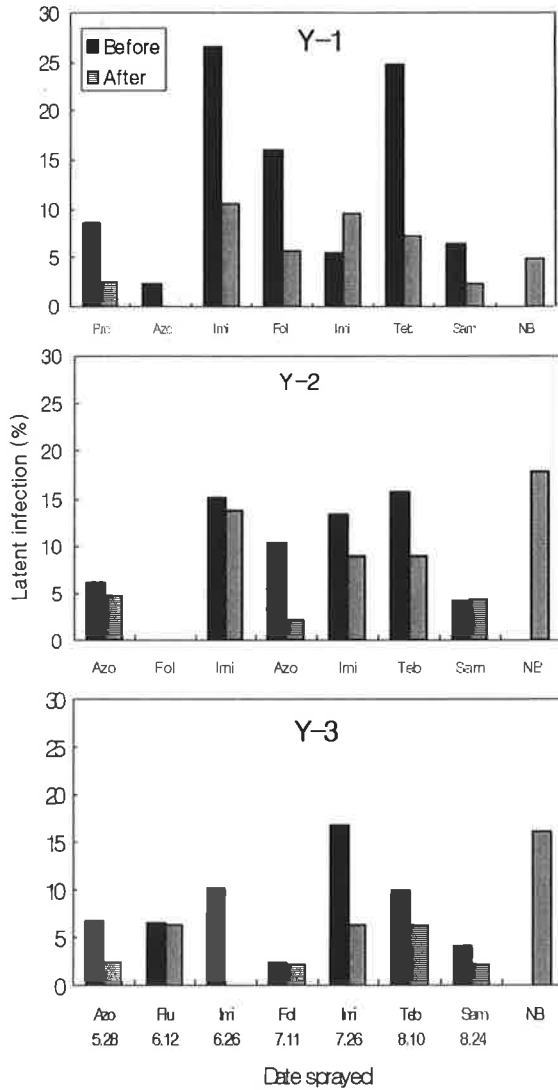 30
Y-1
Before
After
25
20
15
10
5
0
Pro Azo Imi Fol Imi Teb Sam NB
Y-2
30
25
20
15
10
5
0
Azo Fol Imi Azo Imi Teb Sam NB
Latent infection (%)
Y-3
30
25
20
15
10
5
0
Azo Flu Imi Fol Imi Teb Sam NB
5.28 6.12 6.26 7.11 7.26 8.10 8.24
Date sprayed